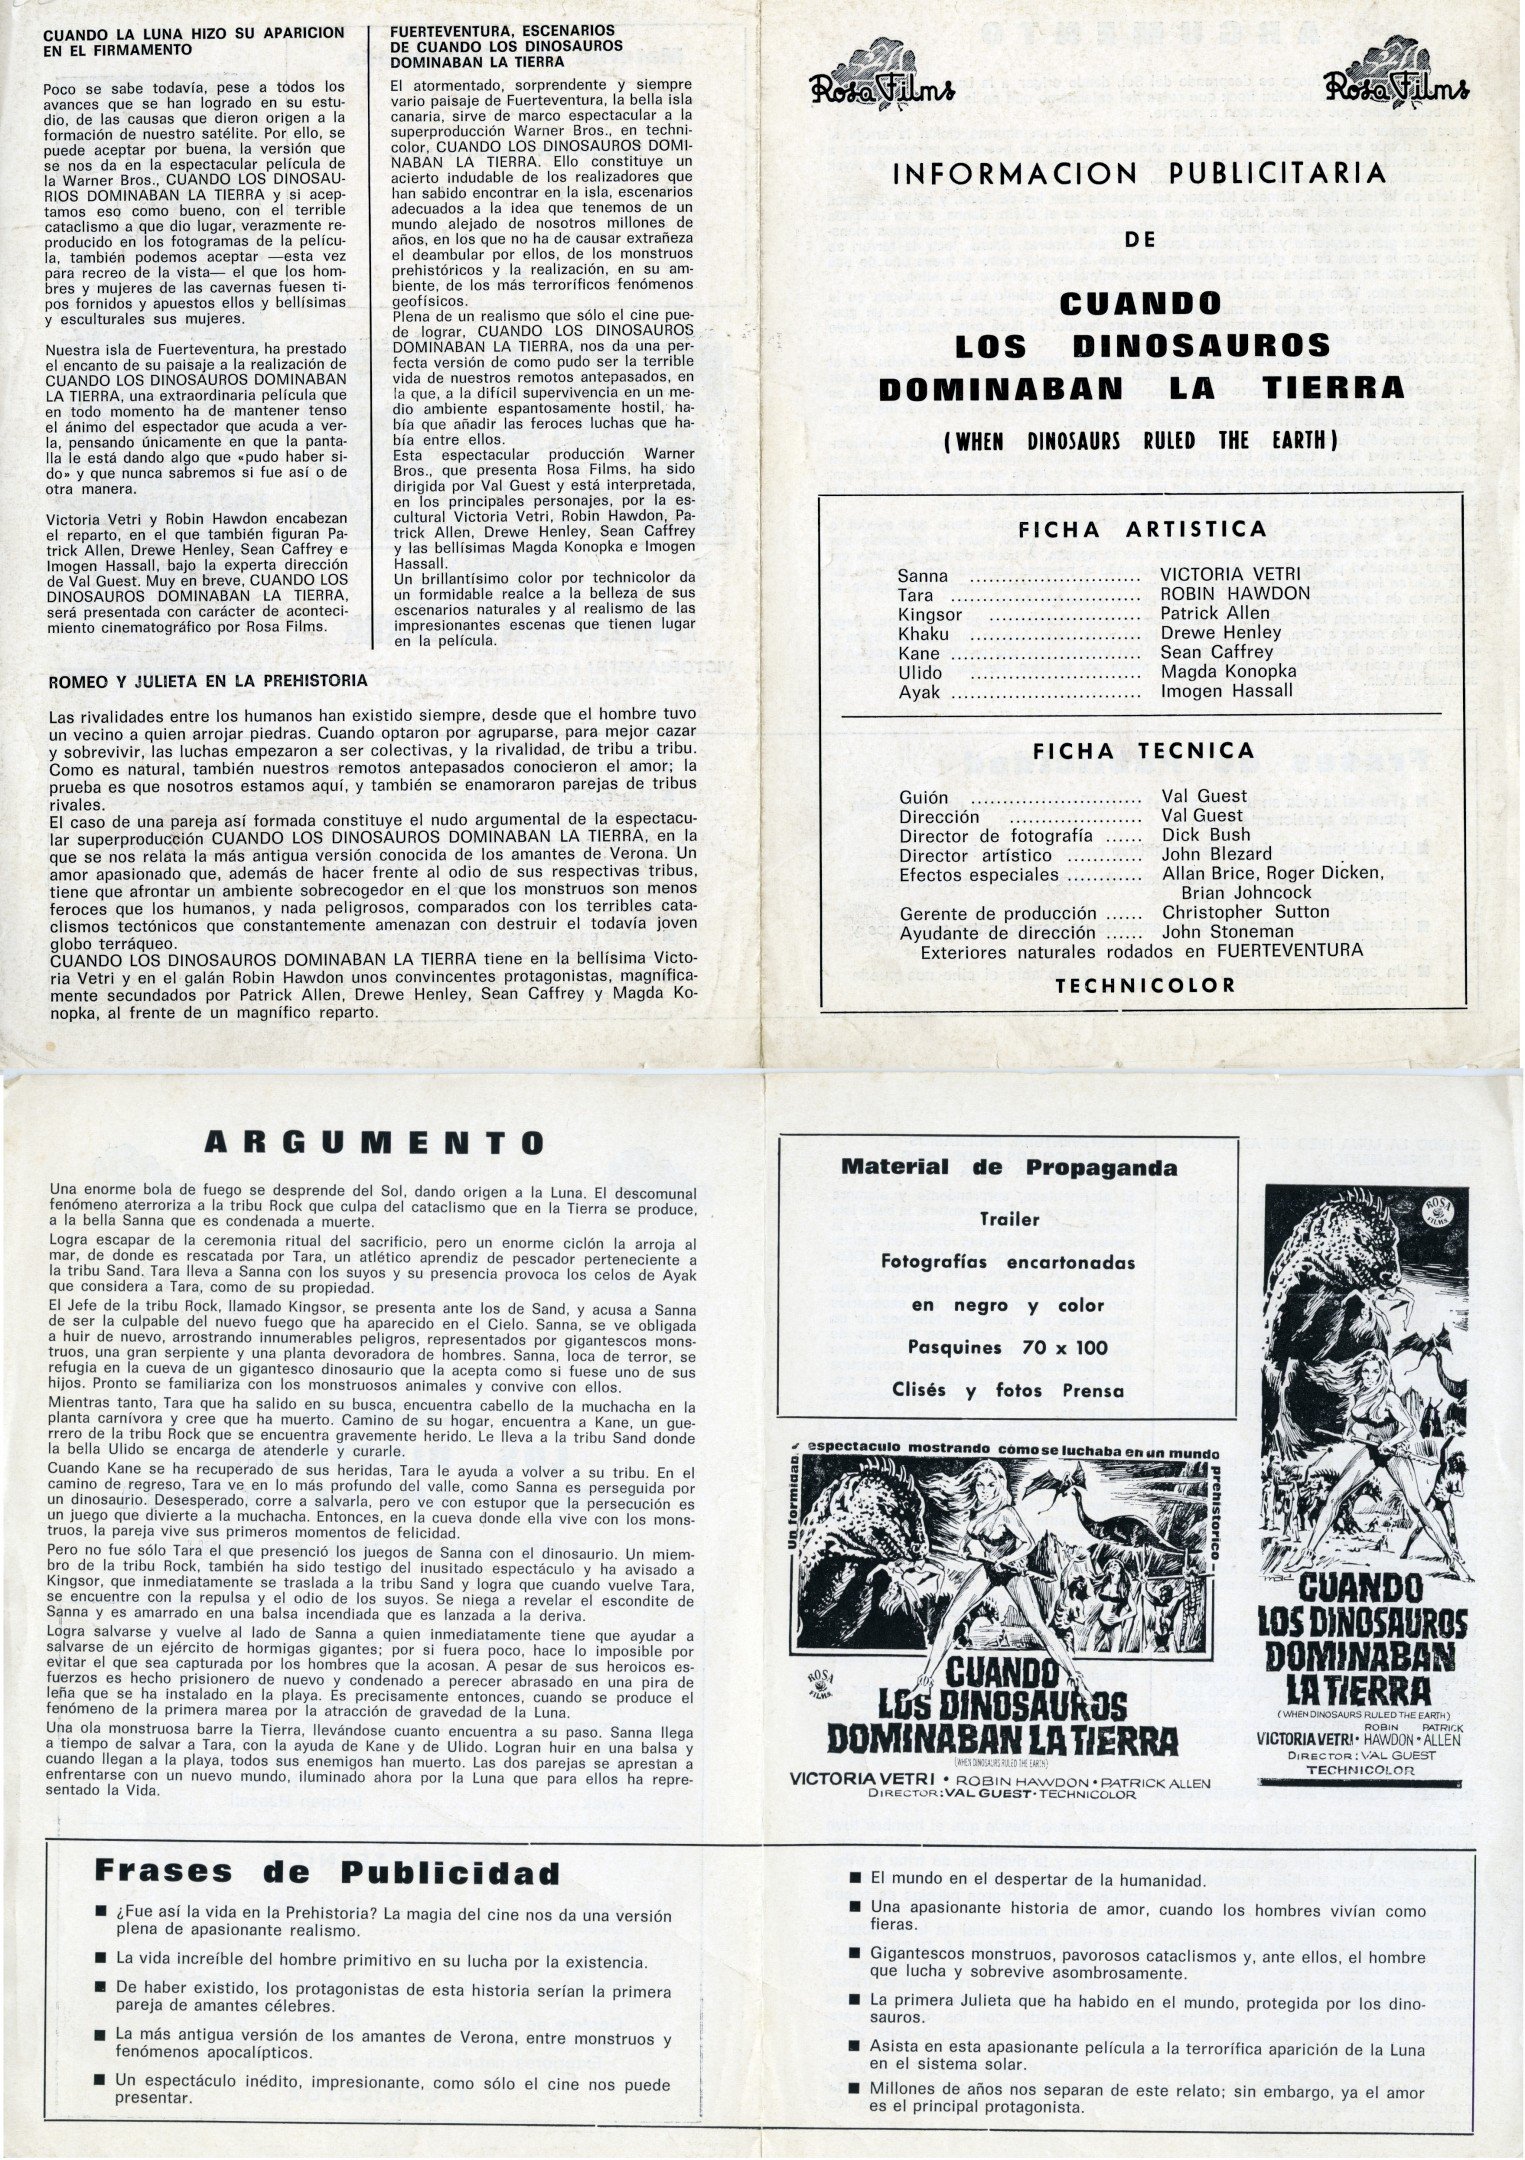 CUANDO LA LUNA HIZO SU APARICION
EN EL FIRMAMENTO
Poco se sabe todavía, pese a todos los
avances que se han logrado en su estu-
dio, de las causas que dieron origen a la
formación de nuestro satélite. Por ello, se
puede aceptar por buena, la versión que
se nos da en la espectacular película de
la Warner Bros., CUANDO LOS DINOSAU-
RIOS DOMINABAN LA TIERRA y si acep-
tamos eso como bueno, con el terrible
cataclismo a que dio lugar, verazmente re-
producido en los fotogramas de la pelícu-
la, también podemos aceptar —esta vez
para recreo de la vista— el que los hom-
bres y mujeres de las cavernas fuesen ti-
pos fornidos y apuestos ellos y bellísimas
y esculturales sus mujeres.
Nuestra isla de Fuerteventura, ha prestado
el encanto de su paisaje a la realización de
CUANDO LOS DINOSAUROS DOMINABAN
LA TIERRA, una extraordinaria película que
en todo momento ha de mantener tenso
el ánimo del espectador que acuda a ver-
la, pensando únicamente en que la panta-
lla le está dando algo que «pudo haber si-
do» y que nunca sabremos si fue así o de
otra manera.
Victoria Vetri y Robin Hawdon encabezan
el reparto, en el que también figuran Pa-
trick Allen, Drewe Henley, Sean Caffrey e
Imogen Hassall, bajo la experta dirección
de Val Guest. Muy en breve, CUANDO LOS
DINOSAUROS DOMINABAN LA TIERRA,
será presentada con carácter de aconteci-
miento cinematográfico por Rosa Films.
FUERTEVENTURA, ESCENARIOS
DE CUANDO LOS DINOSAUROS
DOMINABAN LA TIERRA
El atormentado, sorprendente y siempre
vario paisaje de Fuerteventura, la bella isla
canaria, sirve de marco espectacular a la
superproducción Warner Bros., en techni-
color, CUANDO LOS DINOSAUROS DOMI-
NABAN LA TIERRA. Ello constituye un
acierto indudable de los realizadores que
han sabido encontrar en la isla, escenarios
adecuados a la idea que tenemos de un
mundo alejado de nosotros millones de
años, en los que no ha de causar extrañeza
el deambular por ellos, de los monstruos
prehistóricos y la realización, en su am-
biente, de los más terroríficos fenómenos
geofísicos.
Plena de un realismo que sólo el cine pue-
de lograr, CUANDO LOS DINOSAUROS
DOMINABAN LA TIERRA, nos da una per-
fecta versión de como pudo ser la terrible
vida de nuestros remotos antepasados, en
la que, a la difícil supervivencia en un me-
dio ambiente espantosamente hostil, ha-
bía que añadir las feroces luchas que ha-
bía entre ellos.
Esta espectacular producción Warner
Bros., que presenta Rosa Films, ha sido
dirigida por Val Guest y está interpretada,
en los principales personajes, por la es-
cultural Victoria Vetri, Robin Hawdon, Pa-
trick Allen, Drewe Henley, Sean Caffrey
y las bellísimas Magda Konopka e Imogen
Hassall.
Un brillantísimo color por technicolor da
un formidable realce a la belleza de sus
escenarios naturales y al realismo de las
impresionantes escenas que tienen lugar
en la película.
ROMEO Y JULIETA EN LA PREHISTORIA
Las rivalidades entre los humanos han existido siempre, desde que el hombre tuvo
un vecino a quien arrojar piedras. Cuando optaron por agruparse, para mejor cazar
y sobrevivir, las luchas empezaron a ser colectivas, y la rivalidad, de tribu a tribu.
Como es natural, también nuestros remotos antepasados conocieron el amor; la
prueba es que nosotros estamos aquí, y también se enamoraron parejas de tribus
rivales.
El caso de una pareja así formada constituye el nudo argumental de la espectacu-
lar superproducción CUANDO LOS DINOSAUROS DOMINABAN LA TIERRA, en la
que se nos relata la más antigua versión conocida de los amantes de Verona. Un
amor apasionado que, además de hacer frente al odio de sus respectivas tribus,
tiene que afrontar un ambiente sobrecogedor en el que los monstruos son menos
feroces que los humanos, y nada peligrosos, comparados con los terribles cata-
clismos tectónicos que constantemente amenazan con destruir el todavía joven
globo terráqueo.
CUANDO LOS DINOSAUROS DOMINABAN LA TIERRA tiene en la bellísima Victo-
ria Vetri y en el galán Robin Hawdon unos convincentes protagonistas, magnífica-
mente secundados por Patrick Allen, Drewe Henley, Sean Caffrey y Magda Ko-
nopka, al frente de un magnífico reparto.
Rosa Films
Rosa Films
INFORMACION PUBLICITARIA
DE
CUANDO
LOS DINOSAUROS
DOMINABAN LA TIERRA
(WHEN DINOSAURS RULED THE EARTH)
FICHA ARTISTICA
Sanna ........................... VICTORIA VETRI
Tara .............................. ROBIN HAWDON
Kingsor ........................ Patrick Allen
Khaku ........................... Drewe Henley
Kane .............................. Sean Caffrey
Ulido ........................... Magda Konopka
Ayak .............................. Imogen Hassall
FICHA TECNICA
Guión ........................... Val Guest
Dirección ..................... Val Guest
Director de fotografía ...... Dick Bush
Director artístico ............ John Blezard
Efectos especiales ............ Allan Brice, Roger Dicken,
Brian Johncock
Gerente de producción ...... Christopher Sutton
Ayudante de dirección ...... John Stoneman
Exteriores naturales rodados en FUERTEVENTURA
TECHNICOLOR
ARGUMENTO
Una enorme bola de fuego se desprende del Sol, dando origen a la Luna. El descomunal
fenómeno aterroriza a la tribu Rock que culpa del cataclismo que en la Tierra se produce,
a la bella Sanna que es condenada a muerte.
Logra escapar de la ceremonia ritual del sacrificio, pero un enorme ciclón la arroja al
mar, de donde es rescatada por Tara, un atlético aprendiz de pescador perteneciente a
la tribu Sand. Tara lleva a Sanna con los suyos y su presencia provoca los celos de Ayak
que considera a Tara, como de su propiedad.
El Jefe de la tribu Rock, llamado Kingsor, se presenta ante los de Sand, y acusa a Sanna
de ser la culpable del nuevo fuego que ha aparecido en el Cielo. Sanna, se ve obligada
a huir de nuevo, arrostrando innumerables peligros, representados por gigantescos mons-
truos, una gran serpiente y una planta devoradora de hombres. Sanna, loca de terror, se
refugia en la cueva de un gigantesco dinosaurio que la acepta como si fuese uno de sus
hijos. Pronto se familiariza con los monstruosos animales y convive con ellos.
Mientras tanto, Tara que ha salido en su busca, encuentra cabello de la muchacha en la
planta carnívora y cree que ha muerto. Camino de su hogar, encuentra a Kane, un gue-
rrero de la tribu Rock que se encuentra gravemente herido. Le lleva a la tribu Sand donde
la bella Ulido se encarga de atenderle y curarle.
Cuando Kane se ha recuperado de sus heridas, Tara le ayuda a volver a su tribu. En el
camino de regreso, Tara ve en lo más profundo del valle, como Sanna es perseguida por
un dinosaurio. Desesperado, corre a salvarla, pero ve con estupor que la persecución es
un juego que divierte a la muchacha. Entonces, en la cueva donde ella vive con los mons-
truos, la pareja vive sus primeros momentos de felicidad.
Pero no fue sólo Tara el que presenció los juegos de Sanna con el dinosaurio. Un miem-
bro de la tribu Rock, también ha sido testigo del inusitado espectáculo y ha avisado a
Kingsor, que inmediatamente se traslada a la tribu Sand y logra que cuando vuelve Tara,
se encuentre con la repulsa y el odio de los suyos. Se niega a revelar el escondite de
Sanna y es amarrado en una balsa incendiada que es lanzada a la deriva.
Logra salvarse y vuelve al lado de Sanna a quien inmediatamente tiene que ayudar a
salvarse de un ejército de hormigas gigantes; por si fuera poco, hace lo imposible por
evitar el que sea capturada por los hombres que la acosan. A pesar de sus heroicos es-
fuerzos es hecho prisionero de nuevo y condenado a perecer abrasado en una pira de
leña que se ha instalado en la playa. Es precisamente entonces, cuando se produce el
fenómeno de la primera marea por la atracción de gravedad de la Luna.
Una ola monstruosa barre la Tierra, llevándose cuanto encuentra a su paso. Sanna llega
a tiempo de salvar a Tara, con la ayuda de Kane y de Ulido. Logran huir en una balsa y
cuando llegan a la playa, todos sus enemigos han muerto. Las dos parejas se aprestan a
enfrentarse con un nuevo mundo, iluminado ahora por la Luna que para ellos ha repre-
sentado la Vida.
Material de Propaganda
Trailer
Fotografías encartonadas
en negro y color
Pasquines 70 x 100
Clisés y fotos Prensa
Un formidable
espectaculo mostrando como se luchaba en un mundo
prehistorico
ROSA
FILMS
CUANDO
LOS DINOSAUROS
DOMINABAN LA TIERRA
(WHEN DINOSAURS RULED THE EARTH)
VICTORIA VETRI • ROBIN HAWDON • PATRICK ALLEN
DIRECTOR: VAL GUEST • TECHNICOLOR
ROSA
FILMS
CUANDO
LOS DINOSAUROS
DOMINABAN
LA TIERRA
(WHEN DINOSAURS RULED THE EARTH)
VICTORIA VETRI • ROBIN HAWDON • PATRICK ALLEN
DIRECTOR: VAL GUEST
TECHNICOLOR
Frases de Publicidad
■ ¿Fue así la vida en la Prehistoria? La magia del cine nos da una versión
plena de apasionante realismo.
■ La vida increíble del hombre primitivo en su lucha por la existencia.
■ De haber existido, los protagonistas de esta historia serían la primera
pareja de amantes célebres.
■ La más antigua versión de los amantes de Verona, entre monstruos y
fenómenos apocalípticos.
■ Un espectáculo inédito, impresionante, como sólo el cine nos puede
presentar.
■ El mundo en el despertar de la humanidad.
■ Una apasionante historia de amor, cuando los hombres vivían como
fieras.
■ Gigantescos monstruos, pavorosos cataclismos y, ante ellos, el hombre
que lucha y sobrevive asombrosamente.
■ La primera Julieta que ha habido en el mundo, protegida por los dino-
sauros.
■ Asista en esta apasionante película a la terrorífica aparición de la Luna
en el sistema solar.
■ Millones de años nos separan de este relato; sin embargo, ya el amor
es el principal protagonista.